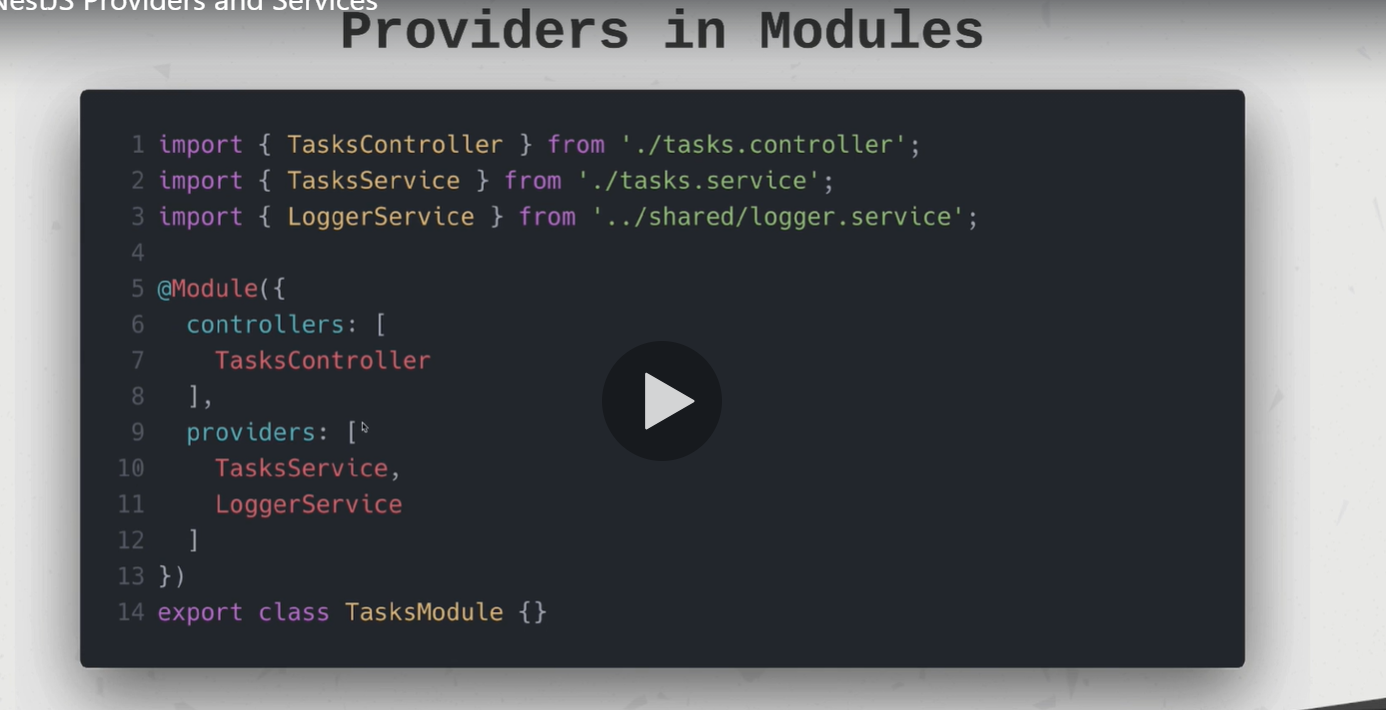 NestJS Providers and Services
Providers in Modules
1 import { TasksController } from './tasks.controller';
2 import { TasksService } from './tasks.service';
3 import { LoggerService } from '../shared/logger.service';
4
5 @Module({
6   controllers: [
7     TasksController
8   ],
9   providers: [
10     TasksService,
11     LoggerService
12   ]
13 })
14 export class TasksModule {}